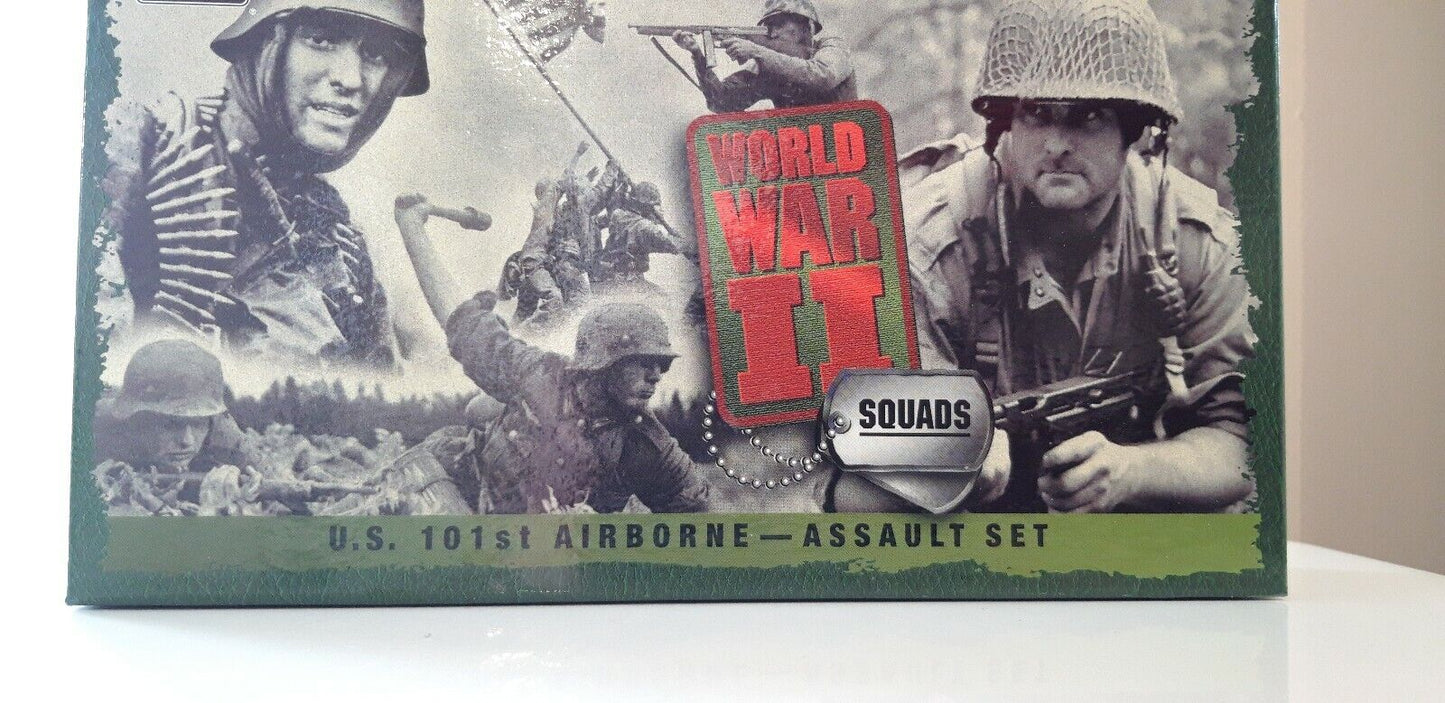 WORLD
WAR
II
SQUADS
U.S. 101st AIRBORNE—ASSAULT SET